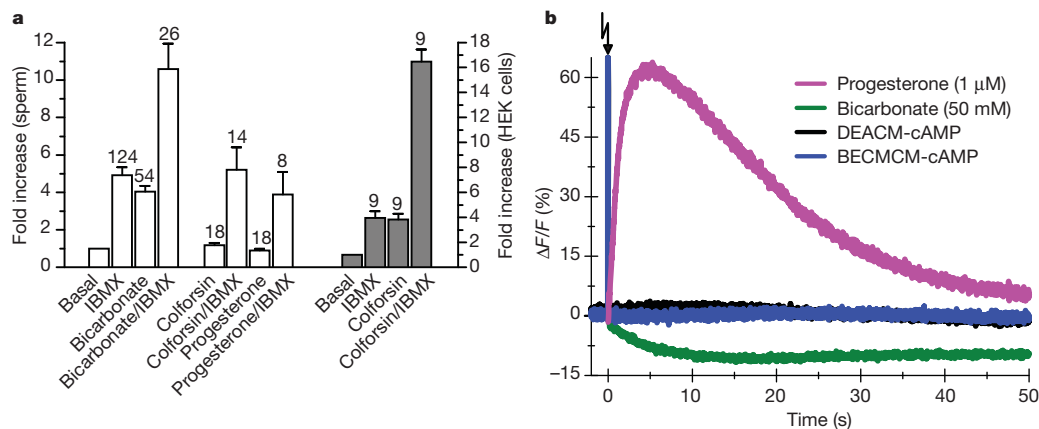 a
Fold increase (sperm)
12
10
8
6
4
2
0
124
54
26
18
14
18
8
9
9
9
18
16
14
12
10
8
6
4
2
0
Fold increase (HEK cells)
Basal
IBMX
Bicarbonate
Bicarbonate/IBMX
Colforsin
Colforsin/IBMX
Progesterone
Progesterone/IBMX
Basal
IBMX
Colforsin
Colforsin/IBMX
b
ΔF/F (%)
60
45
30
15
0
−15
Progesterone (1 μM)
Bicarbonate (50 mM)
DEACM-cAMP
BECMCM-cAMP
0
10
20
30
40
50
Time (s)